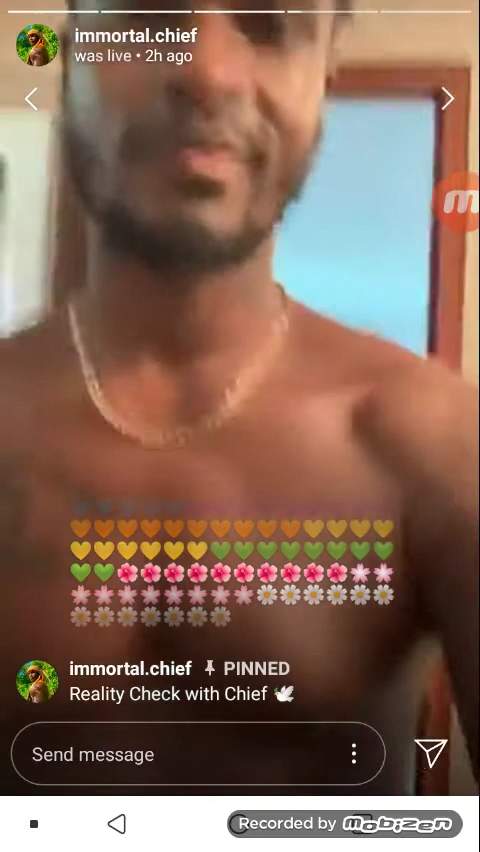 immortal.chief
was live • 2h ago
immortal.chief PINNED
Reality Check with Chief 🕊️
Send message
Recorded by mobizen